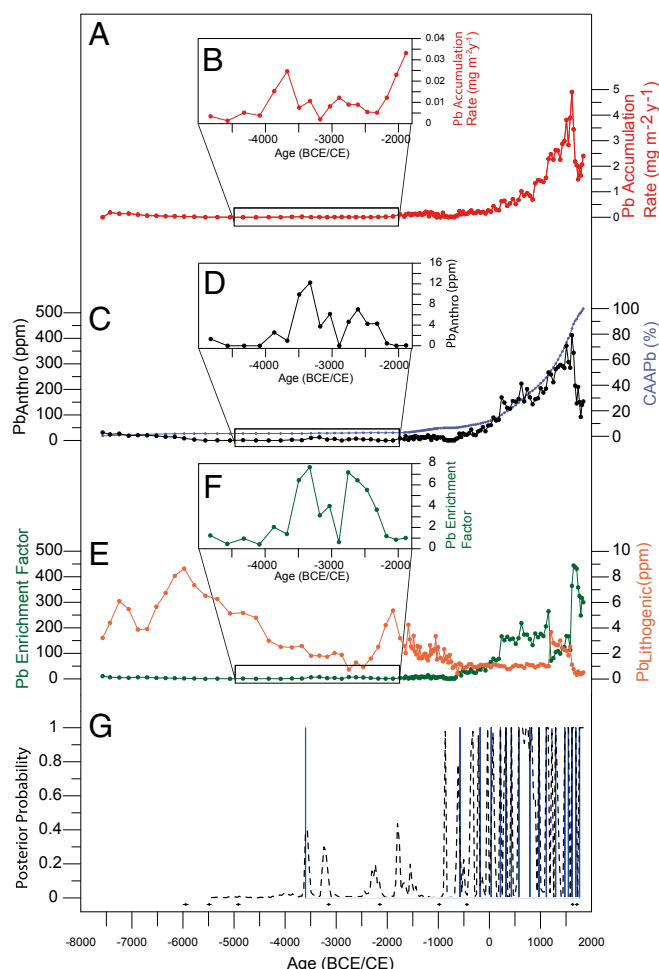 A
B
0.04
0.03
0.02
0.01
0
Pb Accumulation
Rate (mg m-2y-1)
-4000 -3000 -2000
Age (BCE/CE)
5
4
3
2
1
0
Pb Accumulation
Rate (mg m-2 y-1)
C
D
16
12
8
4
0
PbAnthro (ppm)
-4000 -3000 -2000
Age (BCE/CE)
500
400
300
200
150
50
0
PbAnthro (ppm)
100
80
60
40
20
0
CAAPb (%)
E
F
8
6
4
2
0
Pb Enrichment
Factor
-4000 -3000 -2000
Age (BCE/CE)
500
400
300
200
150
50
0
Pb Enrichment Factor
10
8
6
4
2
0
PbLithogenic (ppm)
G
1
0.8
0.6
0.4
0.2
0
Posterior Probability
-8000 -7000 -6000 -5000 -4000 -3000 -2000 -1000 0 1000 2000
Age (BCE/CE)